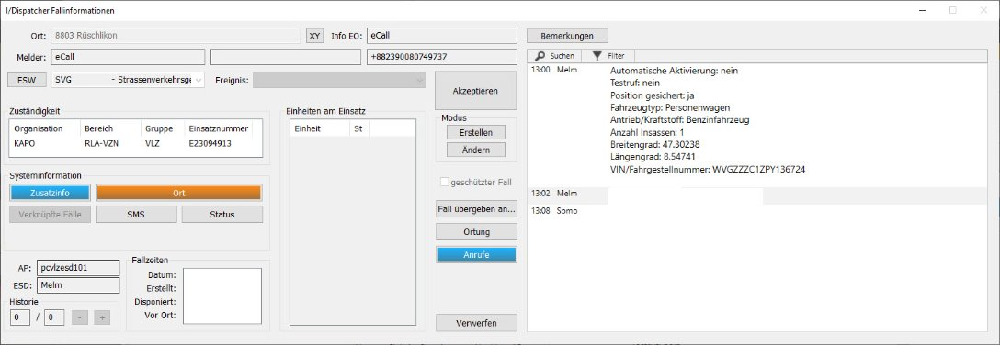 I/Dispatcher Fallinformationen
Ort: 8803 Rüschlikon XY Info EO: eCall
Melder: eCall +882390080749737
ESW SVG - Strassenverkehrsge Ereignis:
Akzeptieren
Zuständigkeit
Organisation Bereich Gruppe Einsatznummer
KAPO RLA-VZN VLZ E23094913
Einheiten am Einsatz
Einheit St
Modus
Erstellen
Ändern
Systeminformation
Zusatzinfo Ort
Verknüpfte Fälle SMS Status
geschützter Fall
Fall übergeben an...
Ortung
Anrufe
AP: pcvlzesd101
ESD: Melm
Historie
0 / 0 - +
Fallzeiten
Datum:
Erstellt:
Disponiert:
Vor Ort:
Verwerfen
Bemerkungen
Suchen Filter
13:00 Melm Automatische Aktivierung: nein
Testruf: nein
Position gesichert: ja
Fahrzeugtyp: Personenwagen
Antrieb/Kraftstoff: Benzinfahrzeug
Anzahl Insassen: 1
Breitengrad: 47.30238
Längengrad: 8.54741
VIN/Fahrgestellnummer: WVGZZZC1ZPY136724
13:02 Melm
13:08 Sbmo